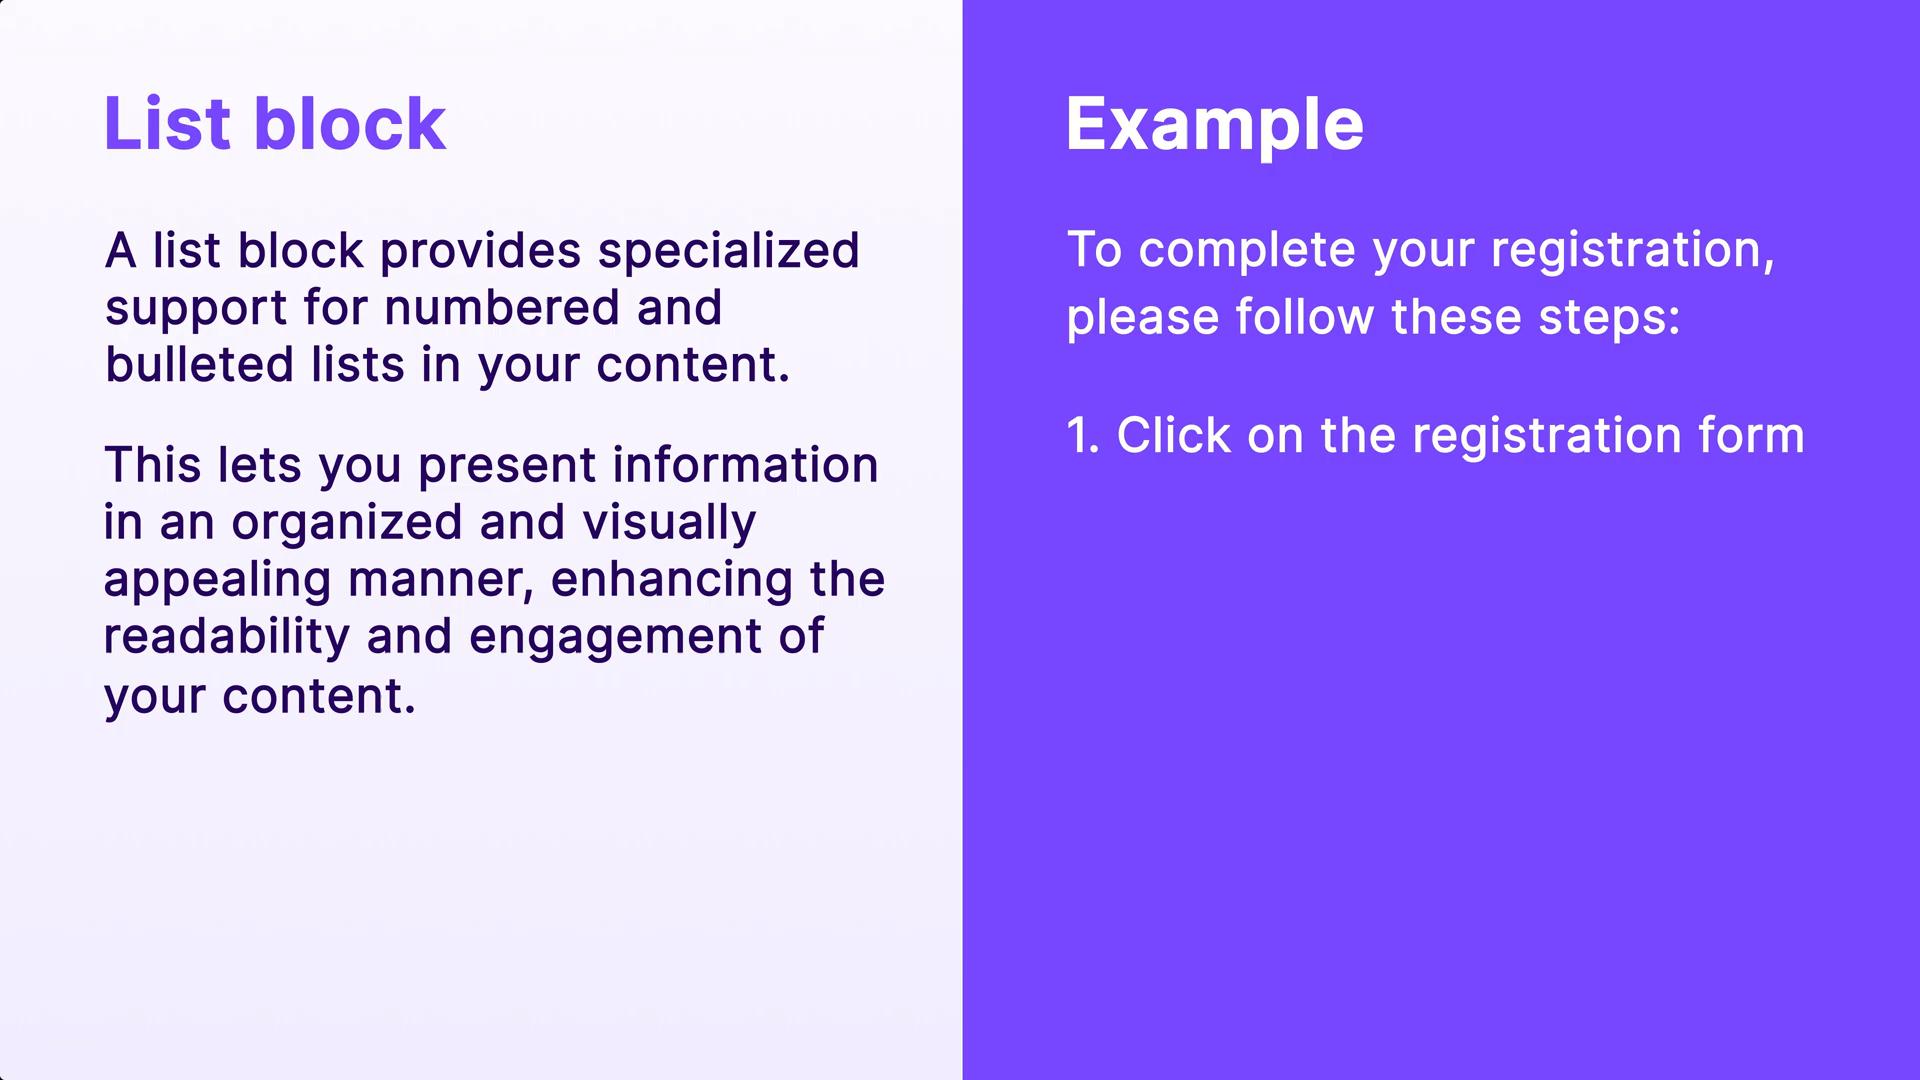 List block
A list block provides specialized
support for numbered and
bulleted lists in your content.
This lets you present information
in an organized and visually
appealing manner, enhancing the
readability and engagement of
your content.
Example
To complete your registration,
please follow these steps:
1. Click on the registration form